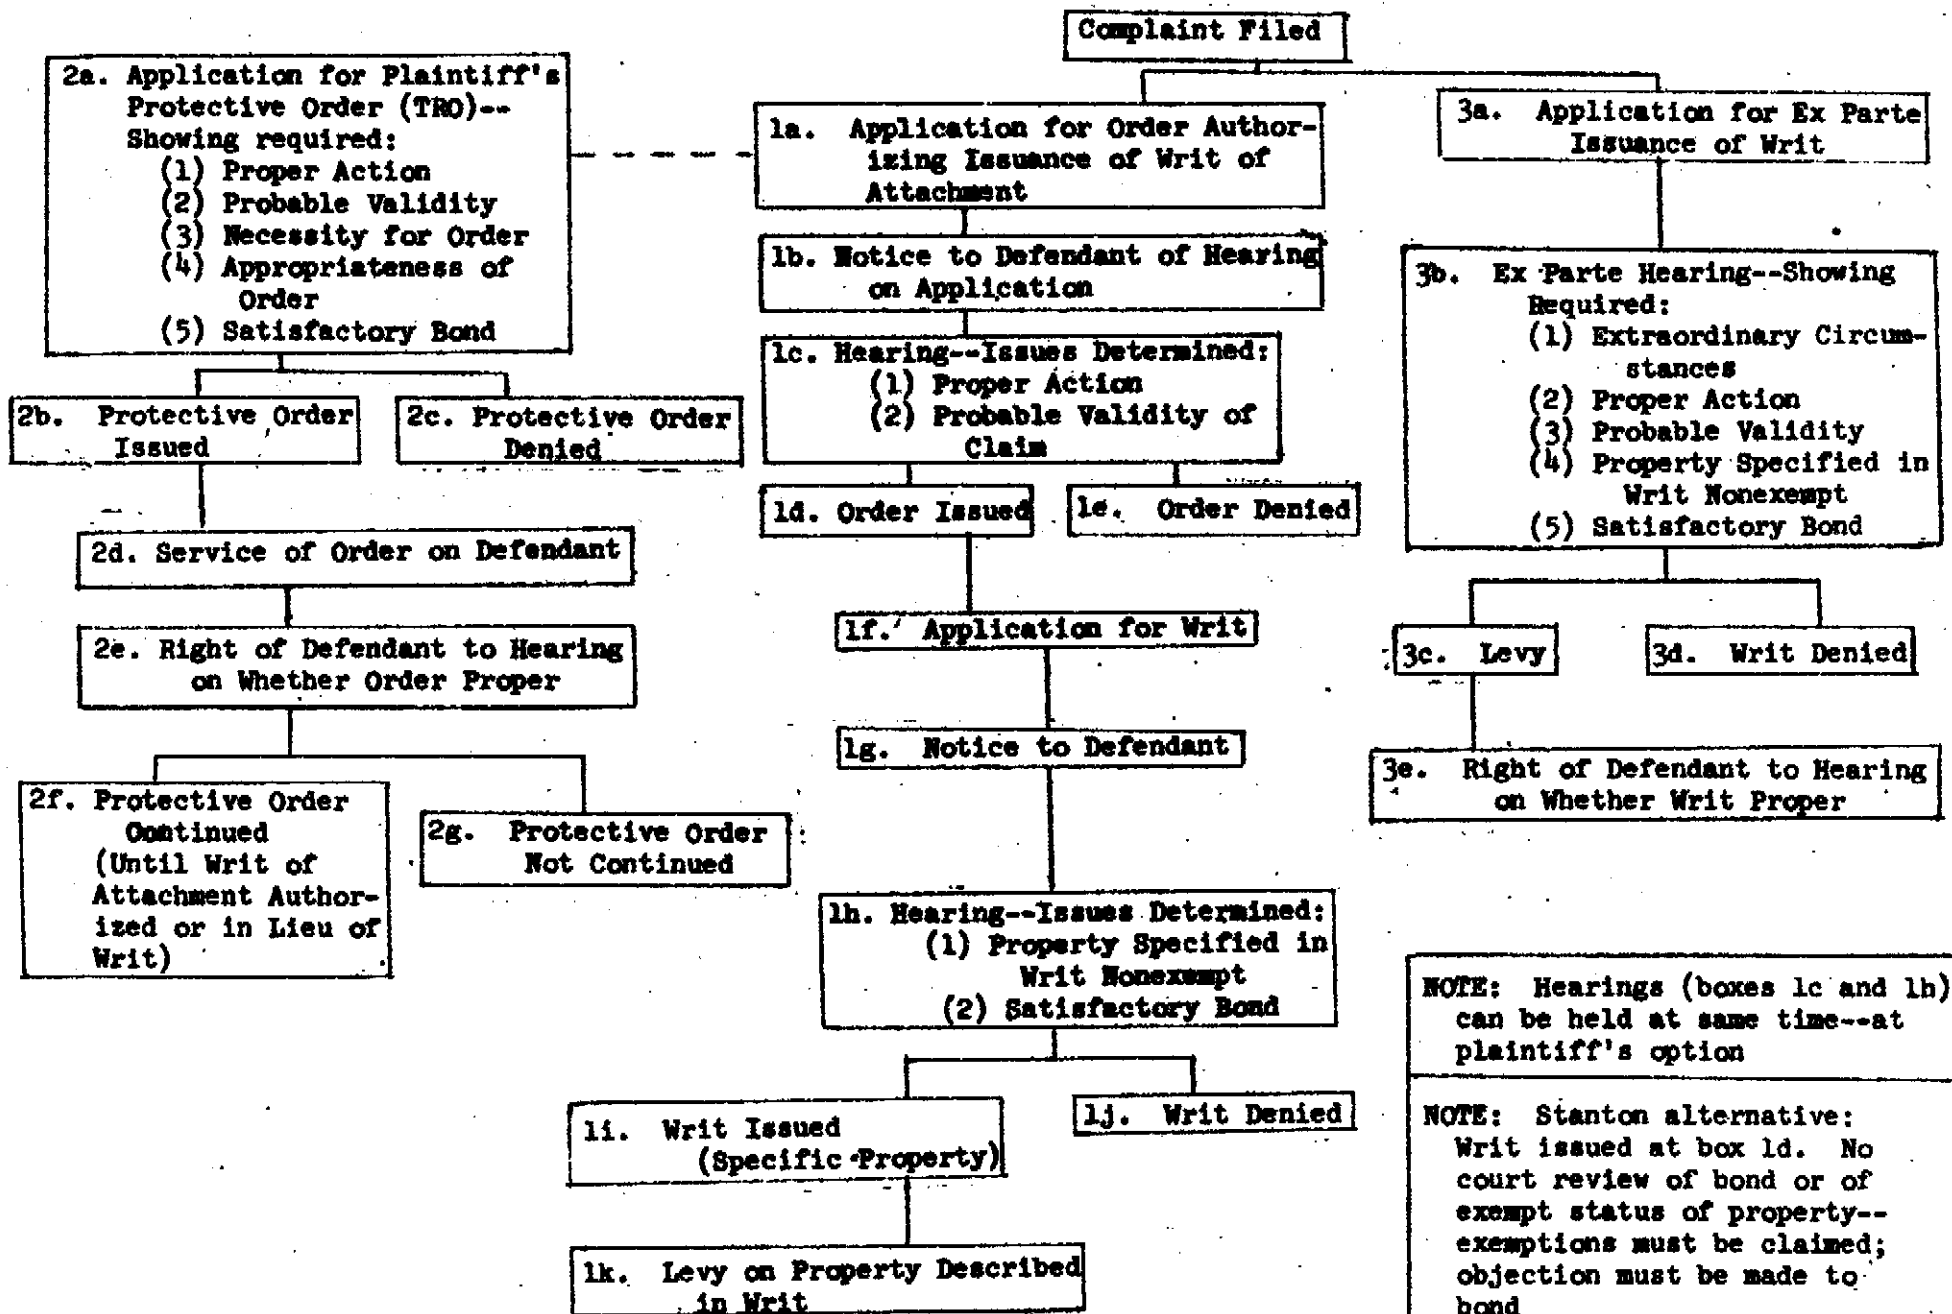 Complaint Filed
2a. Application for Plaintiff's
Protective Order (TRO)--
Showing required:
(1) Proper Action
(2) Probable Validity
(3) Necessity for Order
(4) Appropriateness of
Order
(5) Satisfactory Bond
2b. Protective Order
Issued
2c. Protective Order
Denied
2d. Service of Order on Defendant
2e. Right of Defendant to Hearing
on Whether Order Proper
2f. Protective Order
Continued
(Until Writ of
Attachment Author-
ized or in Lieu of
Writ)
2g. Protective Order
Not Continued
1a. Application for Order Author-
izing Issuance of Writ of
Attachment
1b. Notice to Defendant of Hearing
on Application
1c. Hearing--Issues Determined:
(1) Proper Action
(2) Probable Validity of
Claim
1d. Order Issued
1e. Order Denied
1f. Application for Writ
1g. Notice to Defendant
1h. Hearing--Issues Determined:
(1) Property Specified in
Writ Nonexempt
(2) Satisfactory Bond
1i. Writ Issued
(Specific Property)
1j. Writ Denied
1k. Levy on Property Described
in Writ
3a. Application for Ex Parte
Issuance of Writ
3b. Ex Parte Hearing--Showing
Required:
(1) Extraordinary Circum-
stances
(2) Proper Action
(3) Probable Validity
(4) Property Specified in
Writ Nonexempt
(5) Satisfactory Bond
3c. Levy
3d. Writ Denied
3e. Right of Defendant to Hearing
on Whether Writ Proper
NOTE: Hearings (boxes 1c and 1h)
can be held at same time--at
plaintiff's option
NOTE: Stanton alternative:
Writ issued at box 1d. No
court review of bond or of
exempt status of property--
exemptions must be claimed;
objection must be made to
bond